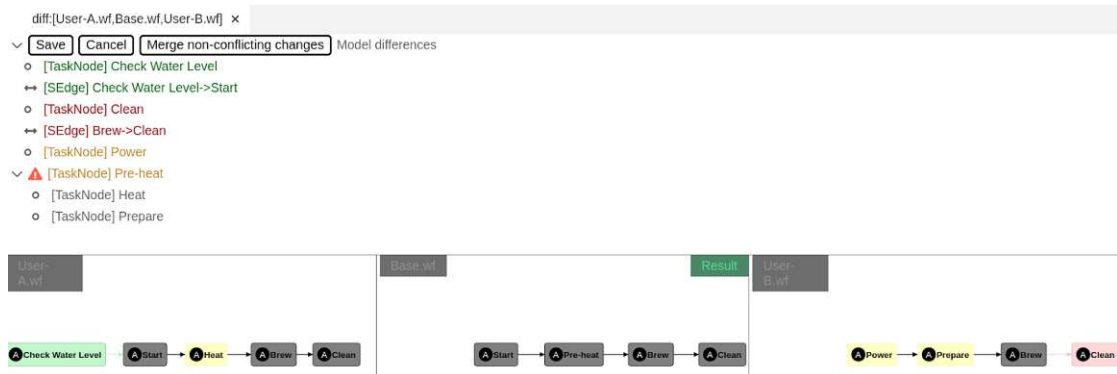 diff:[User-A.wf,Base.wf,User-B.wf] ×
Save Cancel Merge non-conflicting changes Model differences
[TaskNode] Check Water Level
[SEdge] Check Water Level->Start
[TaskNode] Clean
[SEdge] Brew->Clean
[TaskNode] Power
[TaskNode] Pre-heat
[TaskNode] Heat
[TaskNode] Prepare
User-
A.wf
Base.wf
Result
User-
B.wf
A Check Water Level A Start A Heat A Brew A Clean
A Start A Pre-heat A Brew A Clean
A Power A Prepare A Brew A Clean